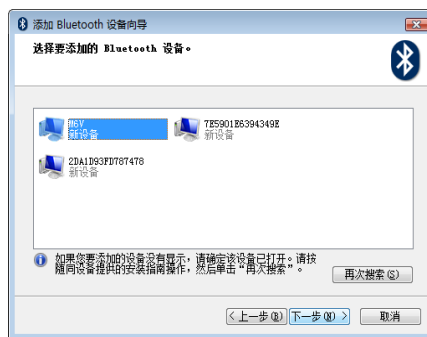 添加 Bluetooth 设备向导
选择要添加的 Bluetooth 设备。
M6V
新设备
7E5901E6394349E
新设备
2DA1D93FD787478
新设备
如果您要添加的设备没有显示，请确定该设备已打开。请按
随同设备提供的安装指南操作，然后单击“再次搜索”。
再次搜索(S)
< 上一步(B)
下一步(N) >
取消